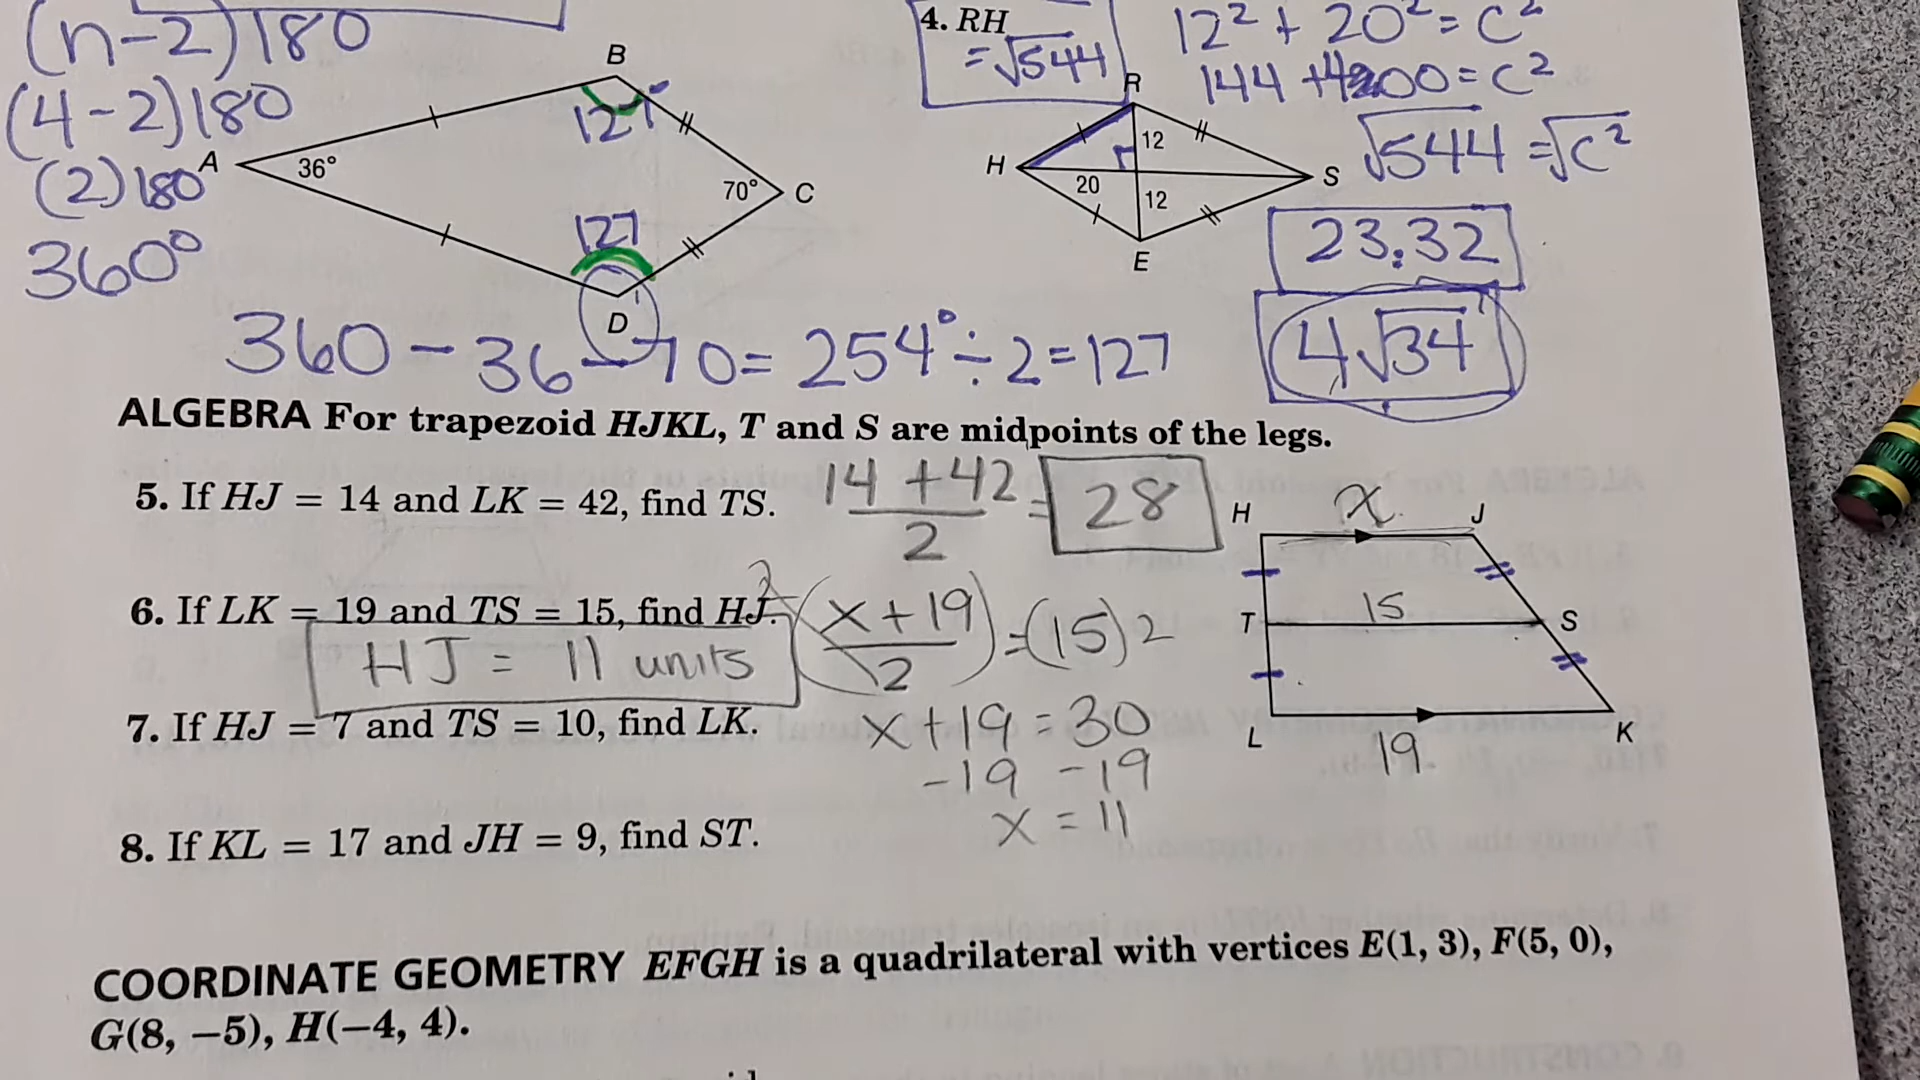 (n-2)180
(4-2)180
(2)180°
360°
B
127°
A
36°
70°
C
127
D
360 - 36 - 70 = 254° ÷ 2 = 127
4. RH
= √544
12² + 20² = c²
144 + 400 = c²
√544 = √c²
23.32
4√34
R
12
H
20
S
12
E
ALGEBRA For trapezoid HJKL, T and S are midpoints of the legs.
5. If HJ = 14 and LK = 42, find TS.
14 + 42
2
= 28
6. If LK = 19 and TS = 15, find HJ.
2(x + 19 / 2) = (15)2
HJ = 11 units
x + 19 = 30
-19 -19
x = 11
7. If HJ = 7 and TS = 10, find LK.
8. If KL = 17 and JH = 9, find ST.
H
x
J
T
15
S
L
19
K
COORDINATE GEOMETRY EFGH is a quadrilateral with vertices E(1, 3), F(5, 0),
G(8, −5), H(−4, 4).